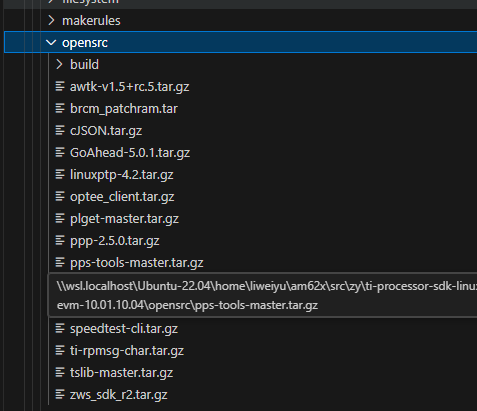 filesystem
makerules
opensrc
build
awtk-v1.5+rc.5.tar.gz
brcm_patchram.tar
cJSON.tar.gz
GoAhead-5.0.1.tar.gz
linuxptp-4.2.tar.gz
optee_client.tar.gz
plget-master.tar.gz
ppp-2.5.0.tar.gz
pps-tools-master.tar.gz
\\wsl.localhost\Ubuntu-22.04\home\liweiyu\am62x\src\zy\ti-processor-sdk-linu
evm-10.01.10.04\opensrc\pps-tools-master.tar.gz
speedtest-cli.tar.gz
ti-rpmsg-char.tar.gz
tslib-master.tar.gz
zws_sdk_r2.tar.gz